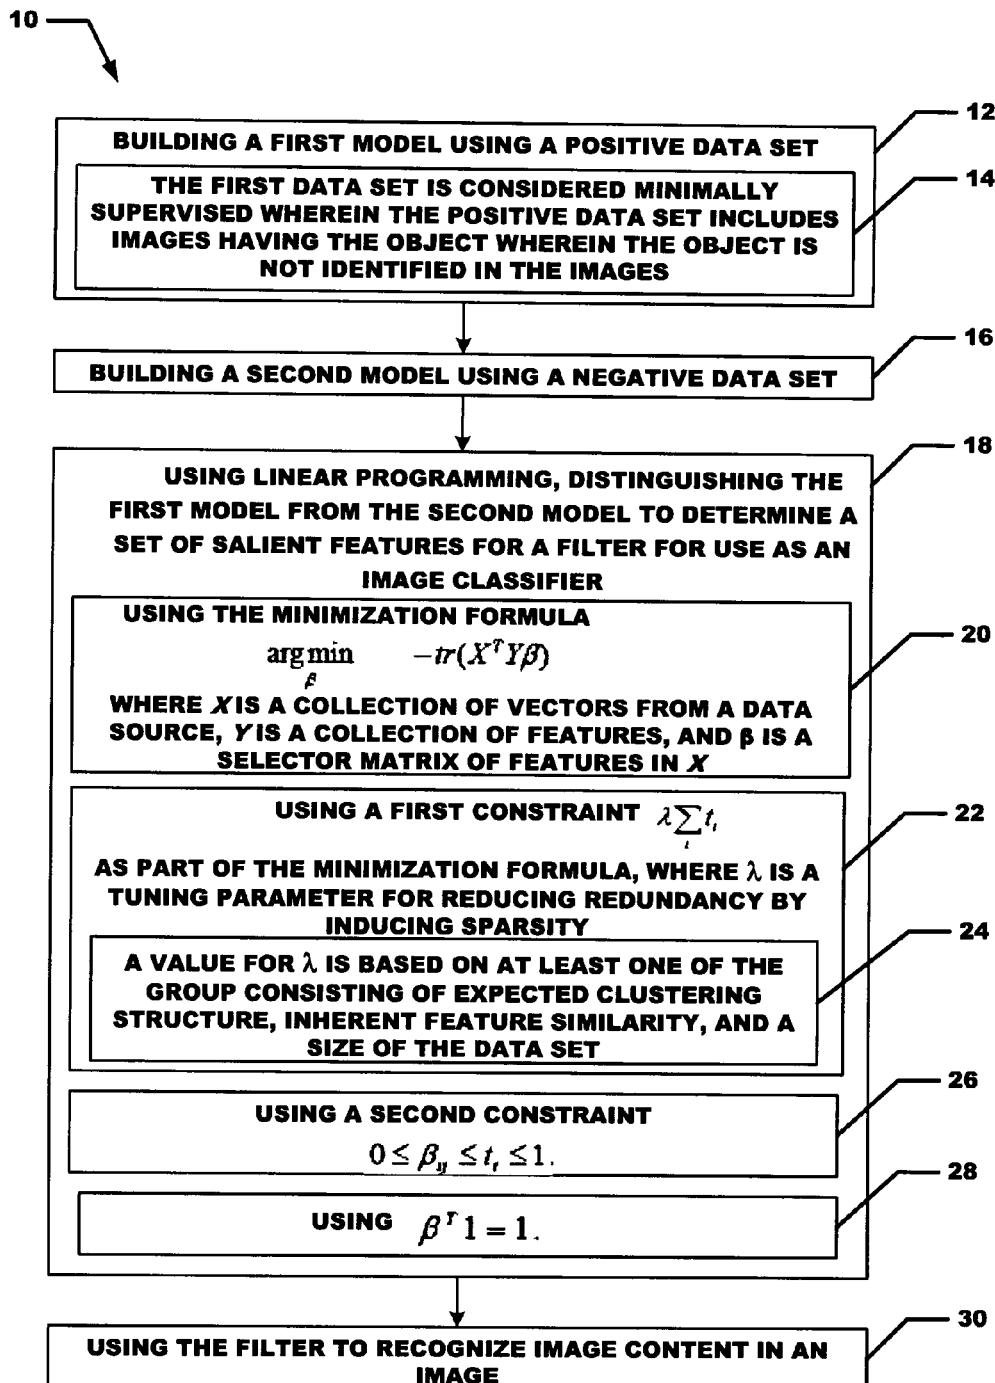 10
12
BUILDING A FIRST MODEL USING A POSITIVE DATA SET
14
THE FIRST DATA SET IS CONSIDERED MINIMALLY
SUPERVISED WHEREIN THE POSITIVE DATA SET INCLUDES
IMAGES HAVING THE OBJECT WHEREIN THE OBJECT IS
NOT IDENTIFIED IN THE IMAGES
16
BUILDING A SECOND MODEL USING A NEGATIVE DATA SET
18
USING LINEAR PROGRAMMING, DISTINGUISHING THE
FIRST MODEL FROM THE SECOND MODEL TO DETERMINE A
SET OF SALIENT FEATURES FOR A FILTER FOR USE AS AN
IMAGE CLASSIFIER
USING THE MINIMIZATION FORMULA
20
arg min −tr(XᵀYβ)
β
WHERE X IS A COLLECTION OF VECTORS FROM A DATA
SOURCE, Y IS A COLLECTION OF FEATURES, AND β IS A
SELECTOR MATRIX OF FEATURES IN X
USING A FIRST CONSTRAINT λ∑tᵢ
i
22
AS PART OF THE MINIMIZATION FORMULA, WHERE λ IS A
TUNING PARAMETER FOR REDUCING REDUNDANCY BY
INDUCING SPARSITY
24
A VALUE FOR λ IS BASED ON AT LEAST ONE OF THE
GROUP CONSISTING OF EXPECTED CLUSTERING
STRUCTURE, INHERENT FEATURE SIMILARITY, AND A
SIZE OF THE DATA SET
26
USING A SECOND CONSTRAINT
0 ≤ βᵢⱼ ≤ tᵢ ≤ 1.
28
USING βᵀ1 = 1.
30
USING THE FILTER TO RECOGNIZE IMAGE CONTENT IN AN
IMAGE